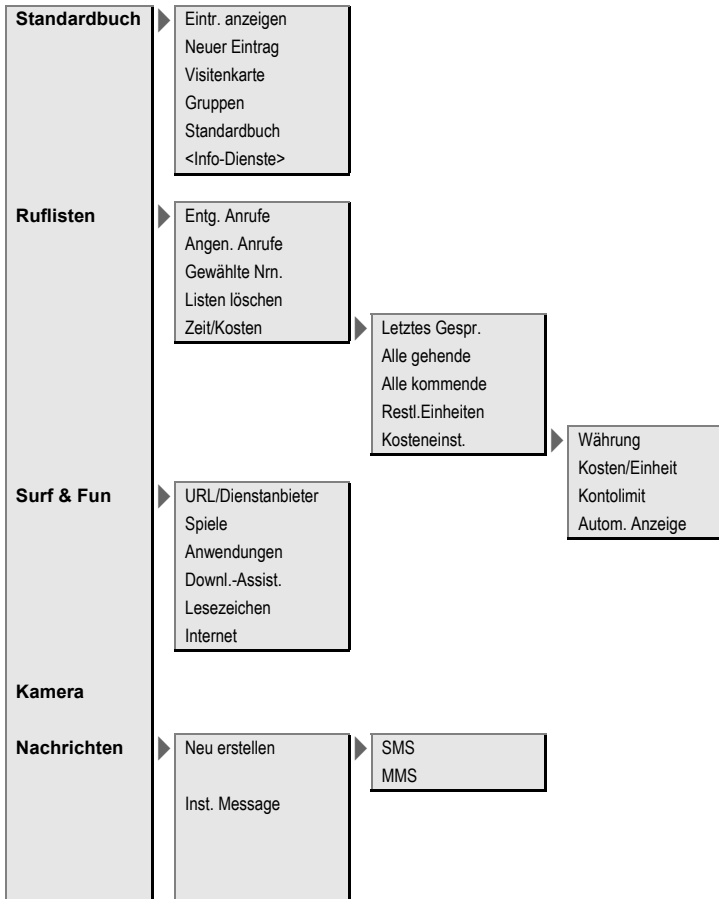 Standardbuch
Eintr. anzeigen
Neuer Eintrag
Visitenkarte
Gruppen
Standardbuch
<Info-Dienste>
Ruflisten
Entg. Anrufe
Angen. Anrufe
Gewählte Nrn.
Listen löschen
Zeit/Kosten
Letztes Gespr.
Alle gehende
Alle kommende
Restl.Einheiten
Kosteneinst.
Währung
Kosten/Einheit
Kontolimit
Autom. Anzeige
Surf & Fun
URL/Dienstanbieter
Spiele
Anwendungen
Downl.-Assist.
Lesezeichen
Internet
Kamera
Nachrichten
Neu erstellen
SMS
MMS
Inst. Message